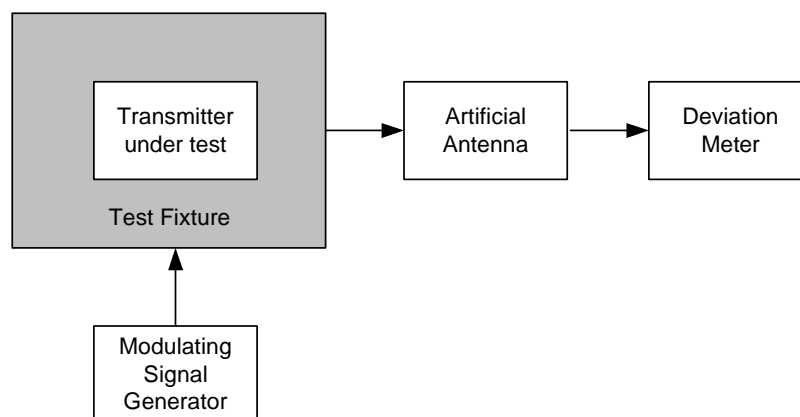 Transmitter
under test
Test Fixture
Artificial
Antenna
Deviation
Meter
Modulating
Signal
Generator